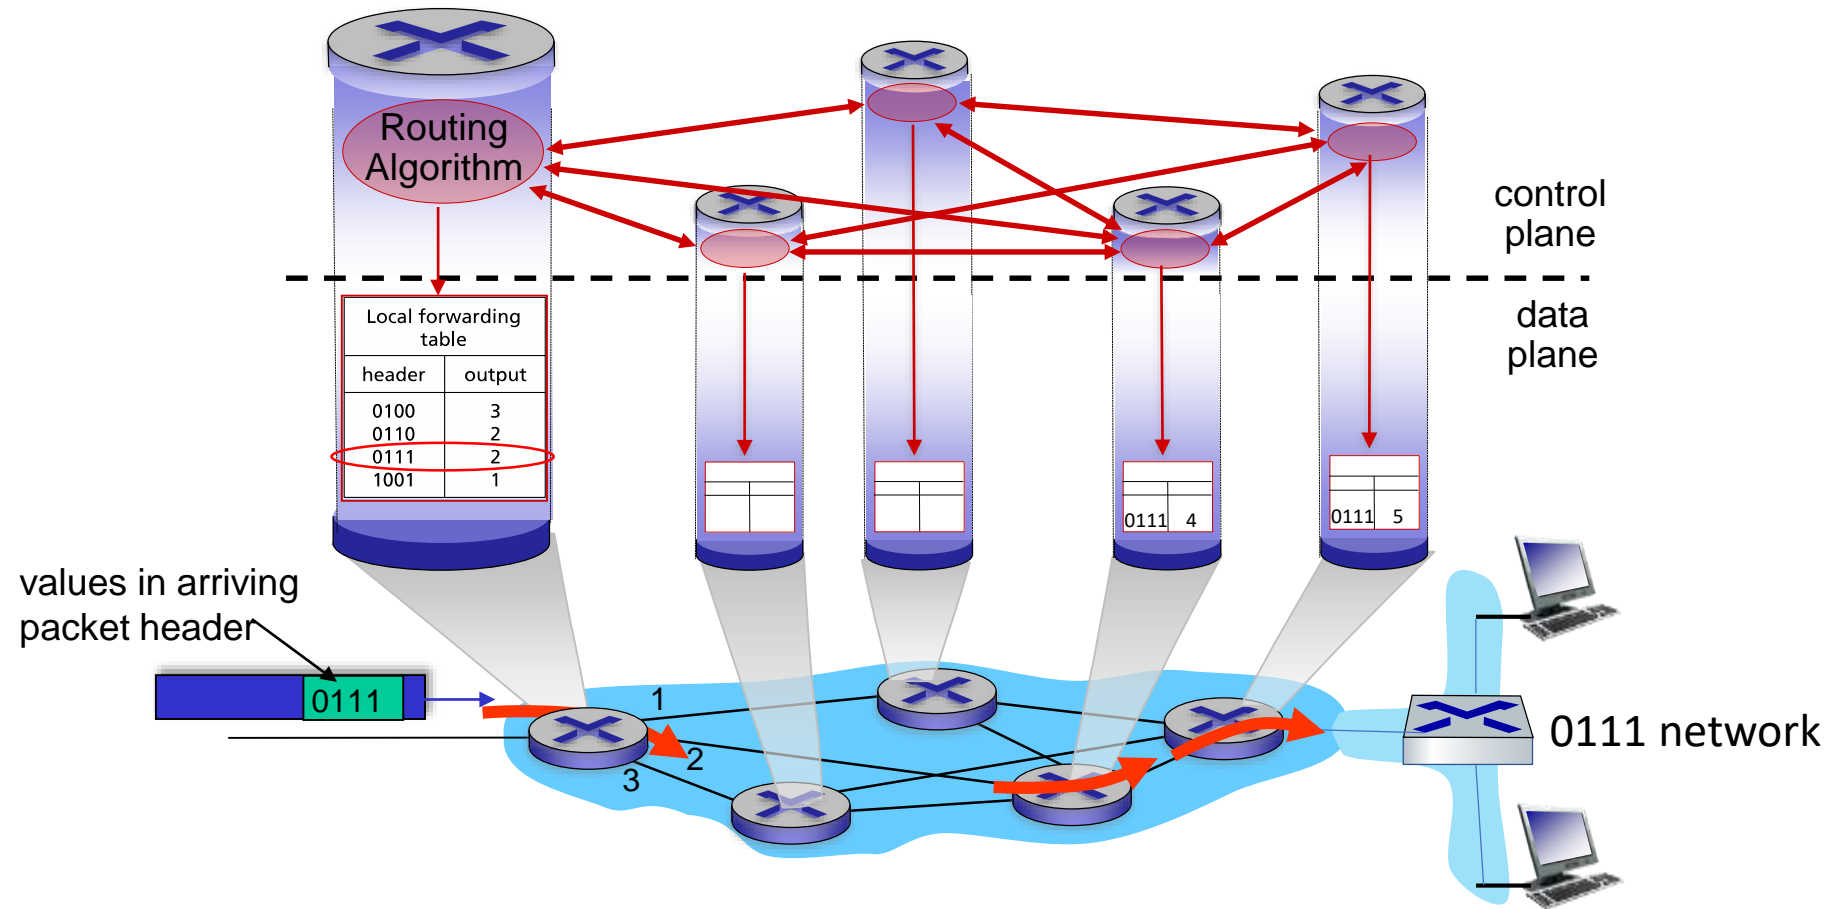 Routing
Algorithm
control
plane
data
plane
Local forwarding
table
header output
0100 3
0110 2
0111 2
1001 1
0111 4
0111 5
values in arriving
packet header
0111
1
2
3
0111 network